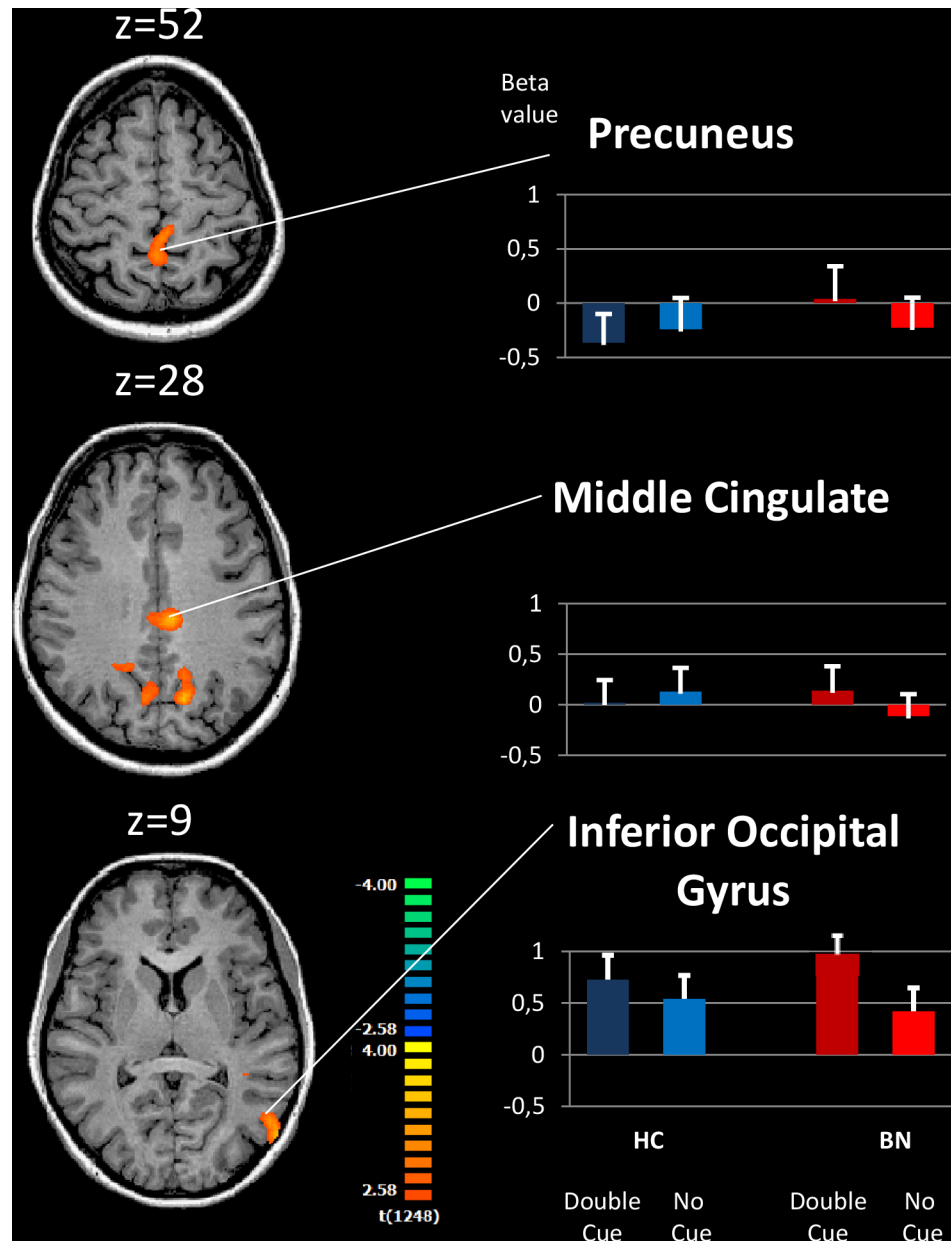 z=52
Beta
value
Precuneus
1
0,5
0
-0,5
z=28
Middle Cingulate
1
0,5
0
-0,5
z=9
Inferior Occipital
Gyrus
-4.00
-2.58
4.00
2.58
t(1248)
1
0,5
0
-0,5
HC BN
Double No Double No
Cue Cue Cue Cue